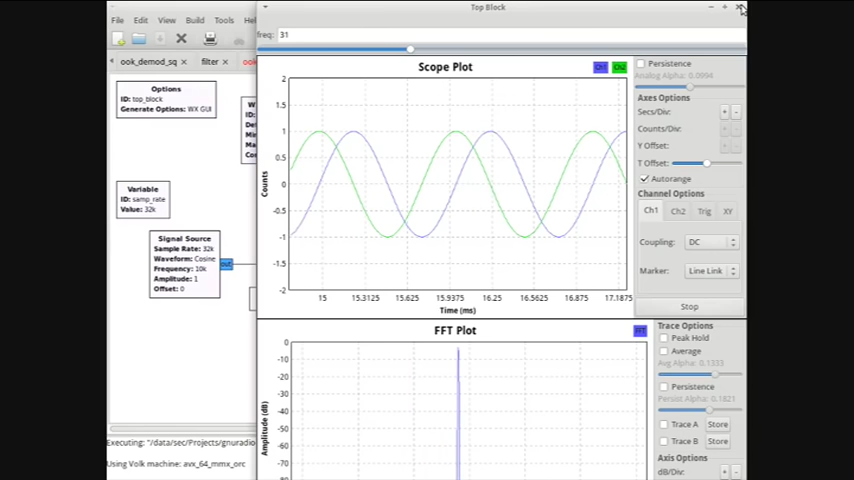 Top Block
File Edit View Build Tools
freq: 31
ook_demod_sq
filter
Options
ID: top_block
Generate Options: WX GUI
Variable
ID: samp_rate
Value: 32k
Signal Source
Sample Rate: 32k
Waveform: Cosine
Frequency: 10k
Amplitude: 1
Offset: 0
out
Scope Plot
Ch1
Ch2
2
1.5
1
0.5
0
-0.5
-1
-1.5
-2
Counts
15 15.3125 15.625 15.9375 16.25 16.5625 16.875 17.1875
Time (ms)
Persistence
Analog Alpha: 0.0994
Axes Options
Secs/Div: + -
Counts/Div: + -
Y Offset: + -
T Offset:
Autorange
Channel Options
Ch1 Ch2 Trig XY
Coupling: DC
Marker: Line Link
Stop
FFT Plot
FFT
0
-10
-20
-30
-40
-50
-60
-70
Amplitude (dB)
Trace Options
Peak Hold
Average
Avg Alpha: 0.1333
Persistence
Persist Alpha: 0.1821
Trace A Store
Trace B Store
Axis Options
dB/Div: + -
Executing: "/data/sec/Projects/gnuradio
Using Volk machine: avx_64_mmx_orc